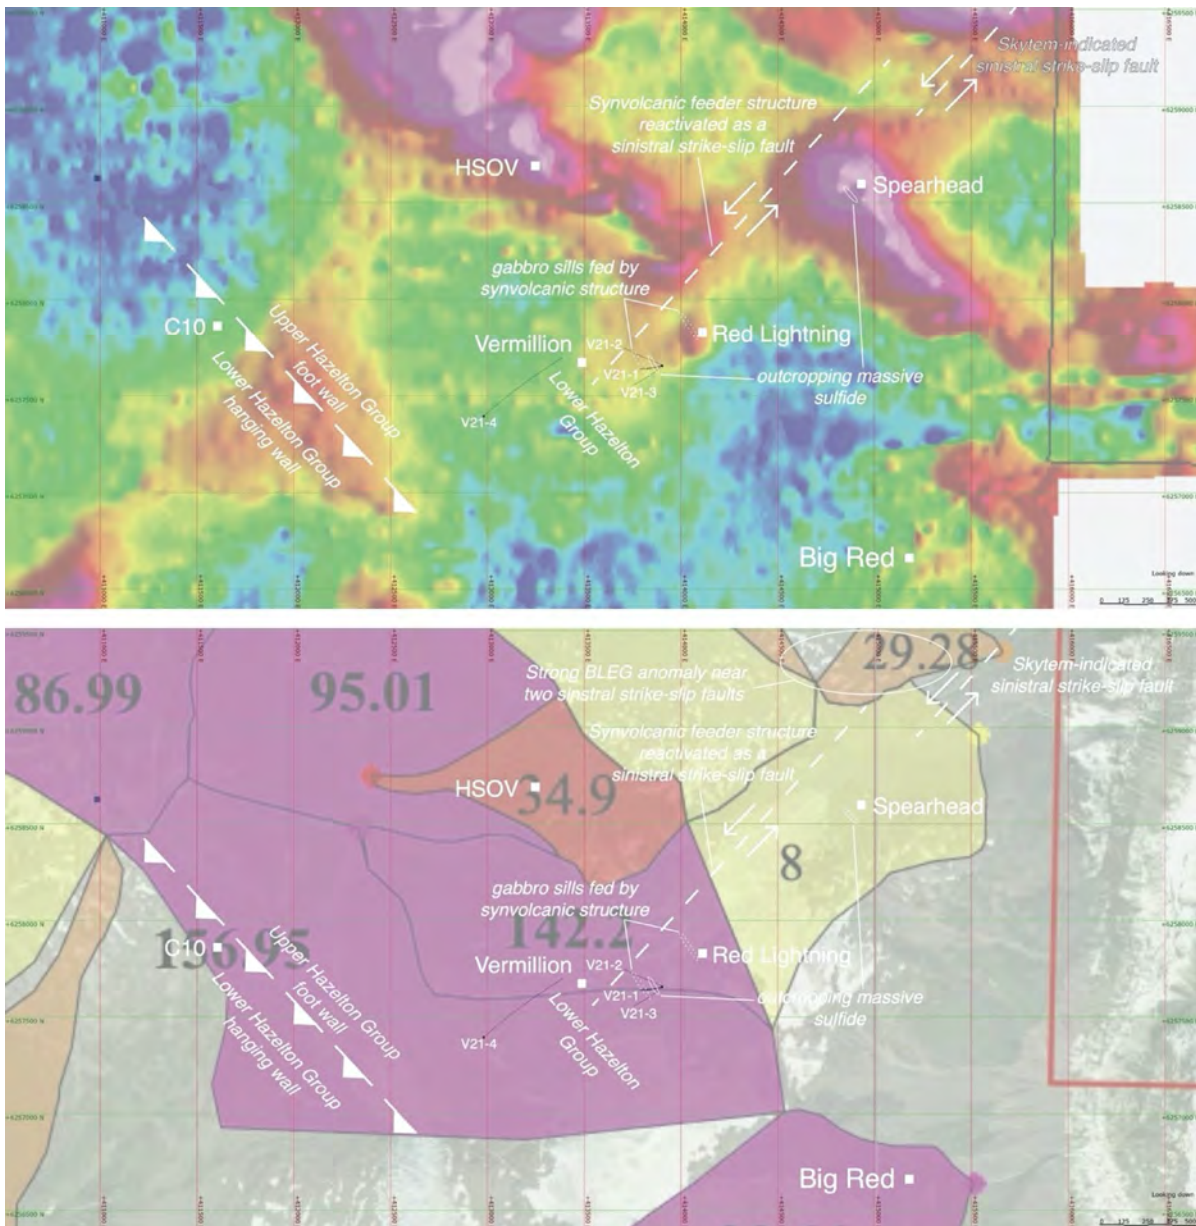 Skytem-indicated
sinistral strike-slip fault
Synvolcanic feeder structure
reactivated as a
sinistral strike-slip fault
HSOV
Spearhead
gabbro sills fed by
synvolcanic structure
C10
Upper Hazelton Group
foot wall
Lower Hazelton Group
hanging wall
Vermillion
V21-2
Red Lightning
V21-1
V21-3
outcropping massive
sulfide
Lower Hazelton
Group
V21-4
Big Red
Looking down
0 125 250 375 500
86.99
95.01
29.28
Strong BLEG anomaly near
two sinstral strike-slip faults
Skytem-indicated
sinistral strike-slip fault
Synvolcanic feeder structure
reactivated as a
sinistral strike-slip fault
HSOV
34.9
Spearhead
8
gabbro sills fed by
synvolcanic structure
142.2
156.95
C10
Upper Hazelton Group
foot wall
Lower Hazelton Group
hanging wall
Vermillion
V21-2
Red Lightning
V21-1
V21-3
outcropping massive
sulfide
Lower Hazelton
Group
V21-4
Big Red
Looking down